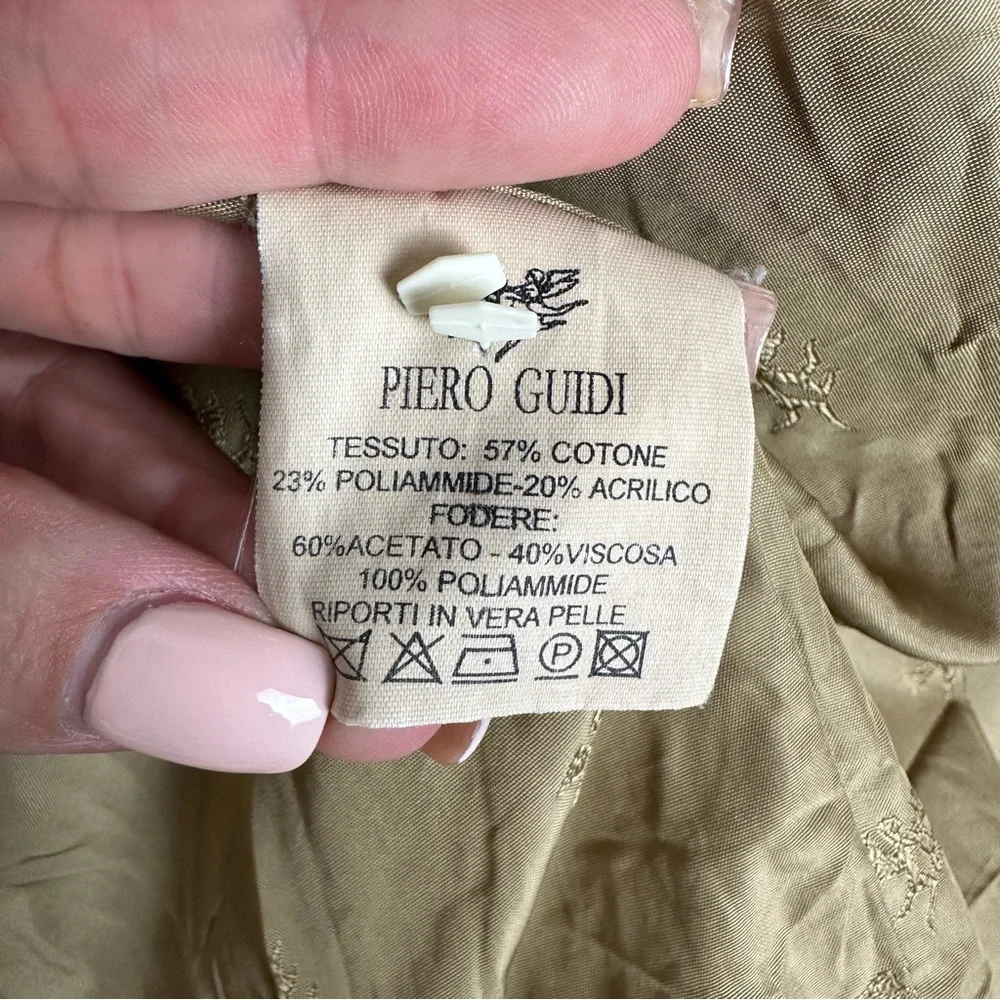 PIERO GUIDI
TESSUTO: 57% COTONE
23% POLIAMMIDE-20% ACRILICO
FODERE:
60%ACETATO - 40%VISCOSA
100% POLIAMMIDE
RIPORTI IN VERA PELLE
P